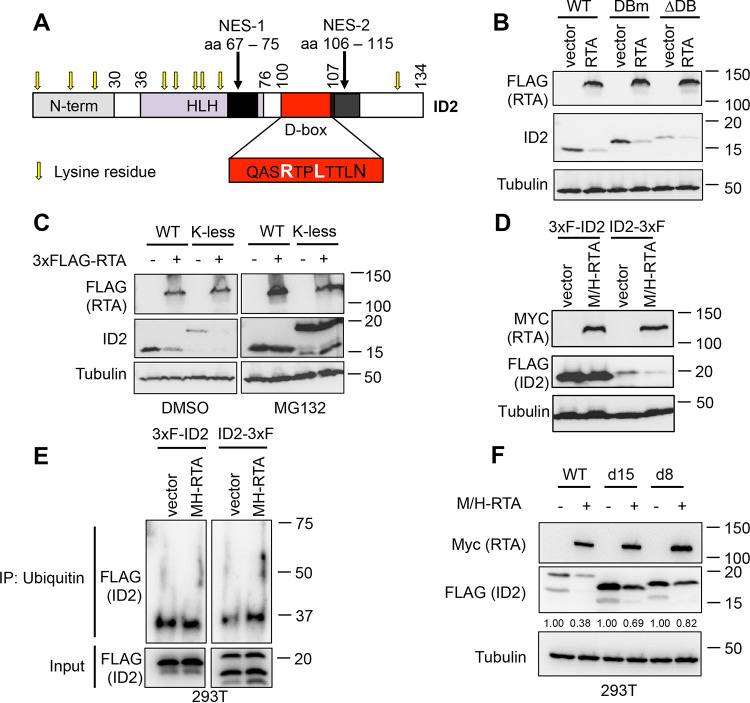 (A)
NES-1
NES-2
aa 67 – 75
aa 106 – 115
30
36
76
100
107
134
N-term
HLH
ID2
D-box
QASRTPLTTLN
Lysine residue
(B)
WT
DBm
ΔDB
vector
RTA
vector
RTA
vector
RTA
FLAG
(RTA)
150
100
ID2
20
15
Tubulin
50
(C)
WT
K-less
WT
K-less
3xFLAG-RTA
- + - + - + - +
FLAG
(RTA)
150
100
ID2
20
15
Tubulin
50
DMSO
MG132
(D)
3xF-ID2
ID2-3xF
vector
M/H-RTA
vector
M/H-RTA
MYC
(RTA)
150
100
FLAG
(ID2)
20
Tubulin
50
(E)
3xF-ID2
ID2-3xF
vector
MH-RTA
vector
MH-RTA
75
IP: Ubiquitin
FLAG
(ID2)
50
37
Input
FLAG
(ID2)
20
293T
(F)
WT
d15
d8
M/H-RTA
- + - + - +
Myc (RTA)
150
100
FLAG (ID2)
20
15
1.00 0.38 1.00 0.69 1.00 0.82
Tubulin
50
293T